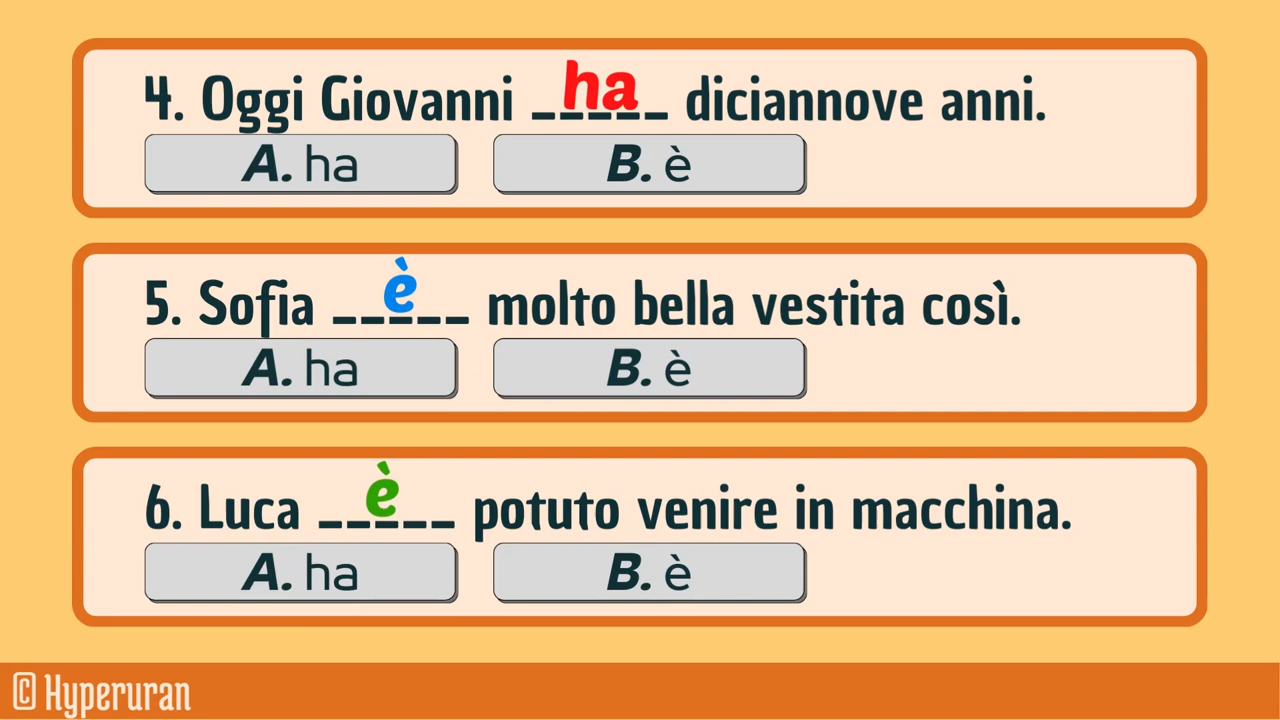 4. Oggi Giovanni _ha_ diciannove anni.
A. ha B. è
5. Sofia _è_ molto bella vestita così.
A. ha B. è
6. Luca _è_ potuto venire in macchina.
A. ha B. è
© Hyperuran